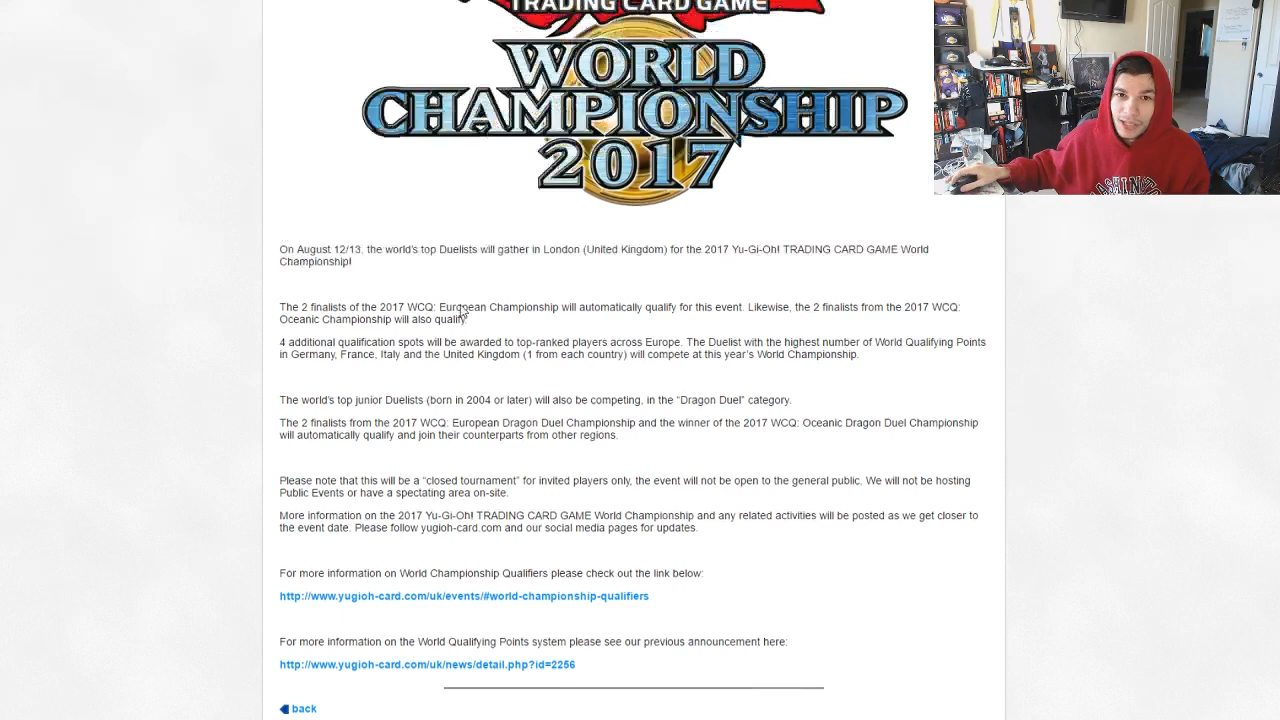 TRADING CARD GAME
WORLD
CHAMPIONSHIP
2017
On August 12/13, the world's top Duelists will gather in London (United Kingdom) for the 2017 Yu-Gi-Oh! TRADING CARD GAME World
Championship!
The 2 finalists of the 2017 WCQ: European Championship will automatically qualify for this event. Likewise, the 2 finalists from the 2017 WCQ:
Oceanic Championship will also qualify.
4 additional qualification spots will be awarded to top-ranked players across Europe. The Duelist with the highest number of World Qualifying Points
in Germany, France, Italy and the United Kingdom (1 from each country) will compete at this year's World Championship.
The world's top junior Duelists (born in 2004 or later) will also be competing, in the “Dragon Duel” category.
The 2 finalists from the 2017 WCQ: European Dragon Duel Championship and the winner of the 2017 WCQ: Oceanic Dragon Duel Championship
will automatically qualify and join their counterparts from other regions.
Please note that this will be a “closed tournament” for invited players only, the event will not be open to the general public. We will not be hosting
Public Events or have a spectating area on-site.
More information on the 2017 Yu-Gi-Oh! TRADING CARD GAME World Championship and any related activities will be posted as we get closer to
the event date. Please follow yugioh-card.com and our social media pages for updates.
For more information on World Championship Qualifiers please check out the link below:
http://www.yugioh-card.com/uk/events/#world-championship-qualifiers
For more information on the World Qualifying Points system please see our previous announcement here:
http://www.yugioh-card.com/uk/news/detail.php?id=2256
back